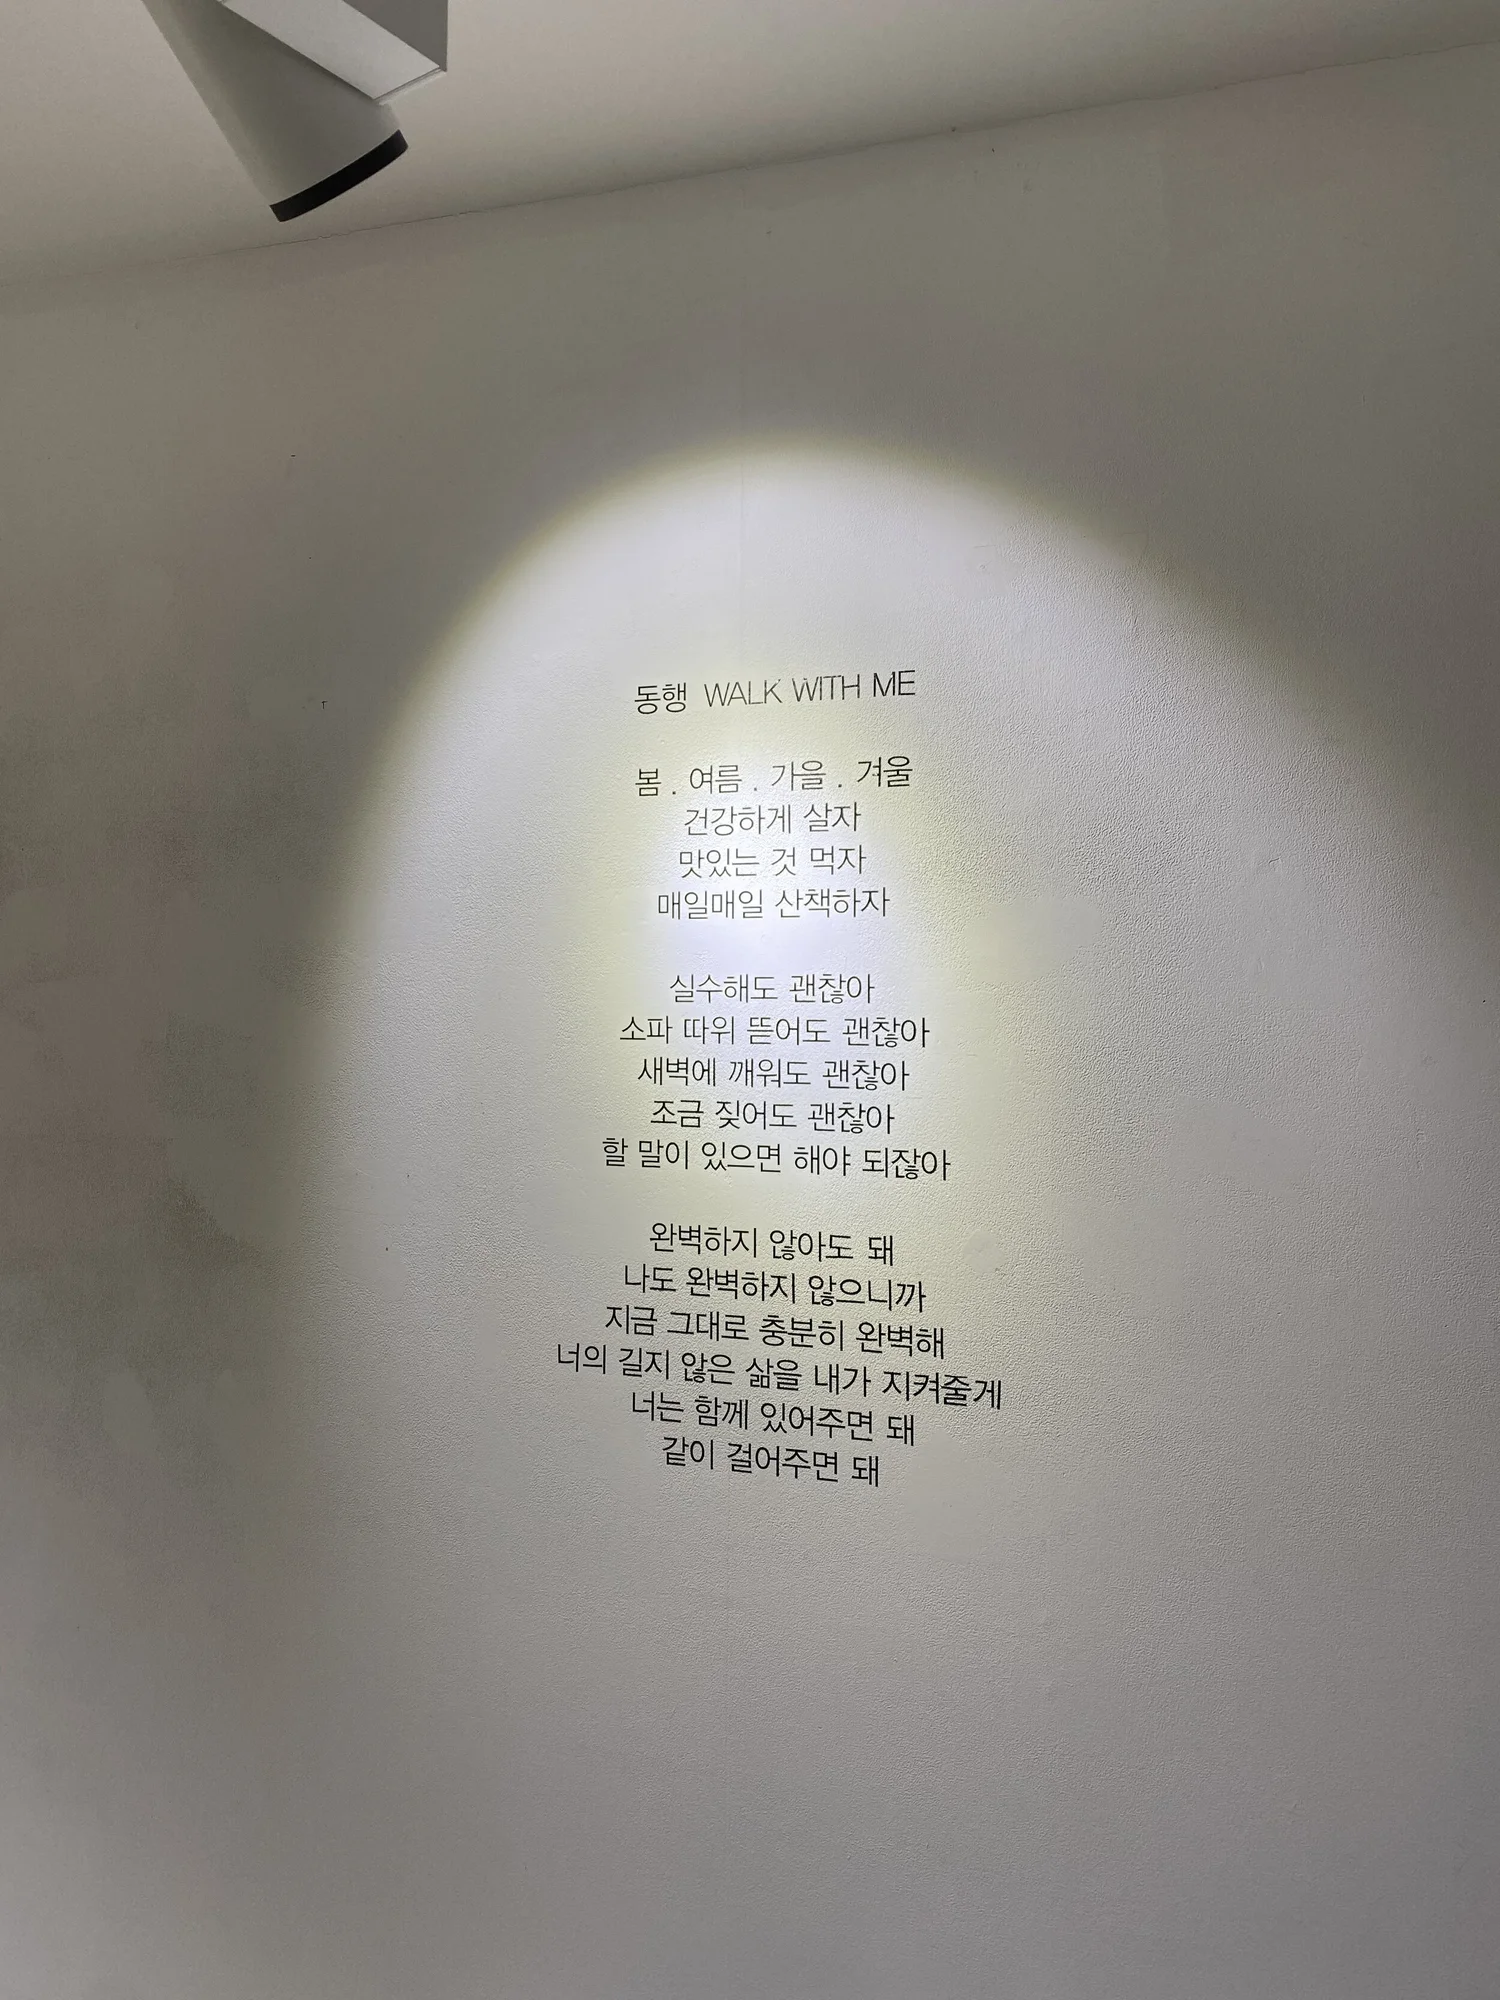 동행 WALK WITH ME
봄 . 여름 . 가을 . 겨울
건강하게 살자
맛있는 것 먹자
매일매일 산책하자
실수해도 괜찮아
소파 따위 뜯어도 괜찮아
새벽에 깨워도 괜찮아
조금 짖어도 괜찮아
할 말이 있으면 해야 되잖아
완벽하지 않아도 돼
나도 완벽하지 않으니까
지금 그대로 충분히 완벽해
너의 길지 않은 삶을 내가 지켜줄게
너는 함께 있어주면 돼
같이 걸어주면 돼